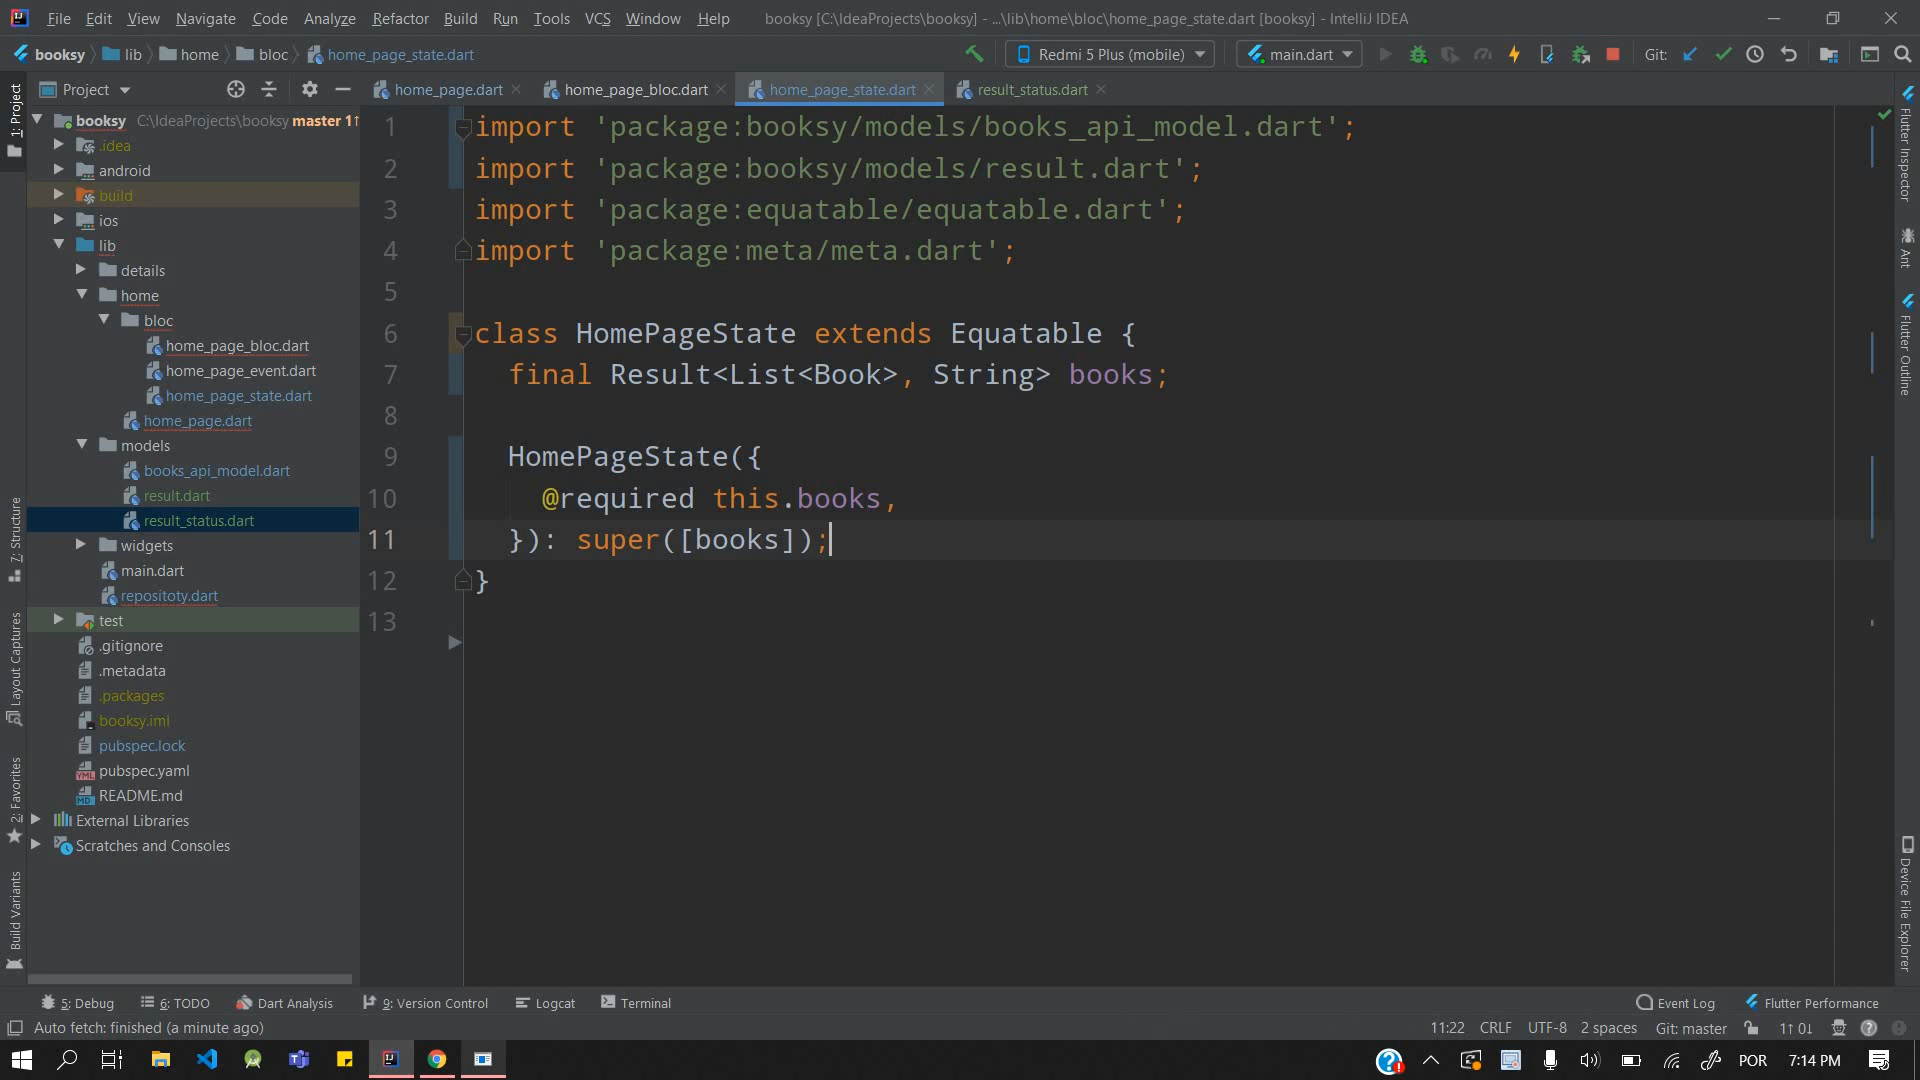 File Edit View Navigate Code Analyze Refactor Build Run Tools VCS Window Help booksy [C:\IdeaProjects\booksy] - ...\lib\home\bloc\home_page_state.dart [booksy] - IntelliJ IDEA
booksy lib home bloc home_page_state.dart Redmi 5 Plus (mobile) main.dart Git:
Project home_page.dart home_page_bloc.dart home_page_state.dart result_status.dart
booksy C:\IdeaProjects\booksy master 1↑
.idea
android
build
ios
lib
details
home
bloc
home_page_bloc.dart
home_page_event.dart
home_page_state.dart
home_page.dart
models
books_api_model.dart
result.dart
result_status.dart
widgets
main.dart
repositoty.dart
test
.gitignore
.metadata
.packages
booksy.iml
pubspec.lock
pubspec.yaml
README.md
External Libraries
Scratches and Consoles
1 import 'package:booksy/models/books_api_model.dart';
2 import 'package:booksy/models/result.dart';
3 import 'package:equatable/equatable.dart';
4 import 'package:meta/meta.dart';
5
6 class HomePageState extends Equatable {
7 final Result<List<Book>, String> books;
8
9 HomePageState({
10 @required this.books,
11 }): super([books]);
12 }
13
1: Project
7: Structure
Layout Captures
2: Favorites
Build Variants
Flutter Inspector
Ant
Flutter Outline
Device File Explorer
5: Debug 6: TODO Dart Analysis 9: Version Control Logcat Terminal Event Log Flutter Performance
Auto fetch: finished (a minute ago) 11:22 CRLF UTF-8 2 spaces Git: master 1↑ 0↓
POR 7:14 PM